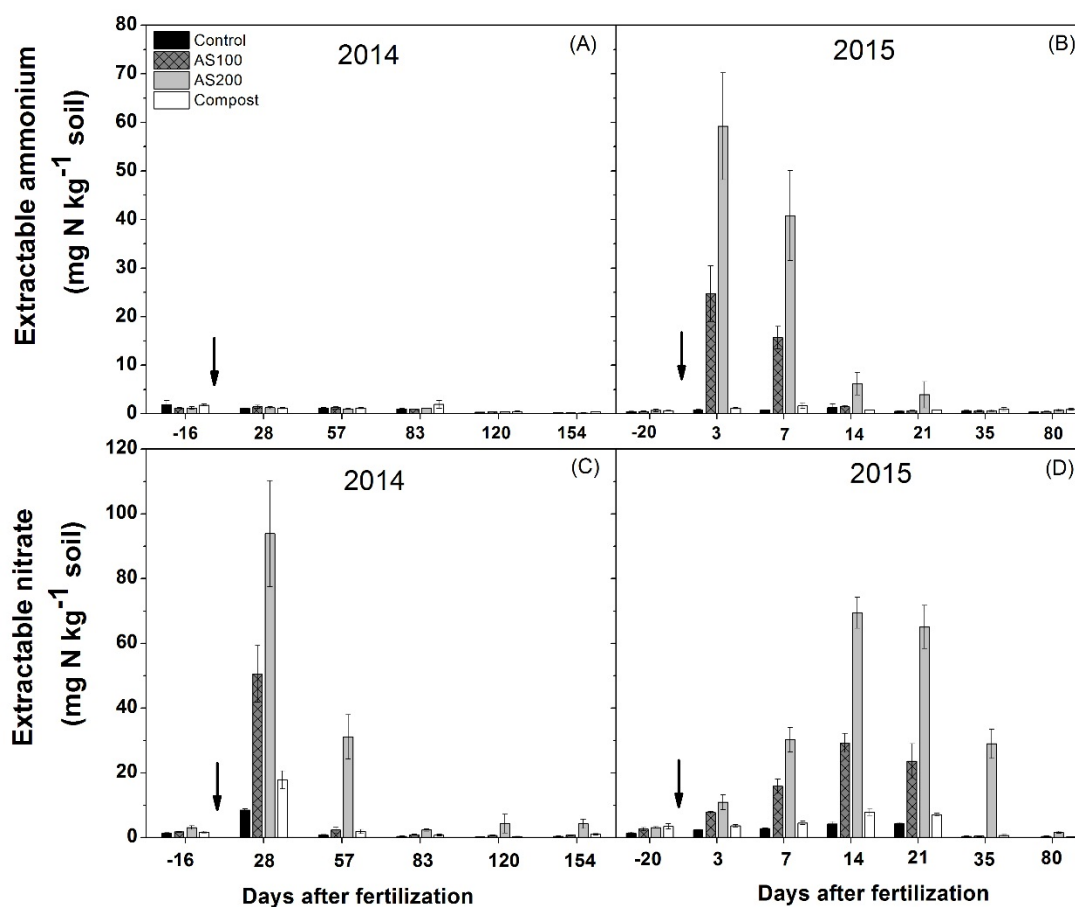 Extractable ammonium
(mg N kg⁻¹ soil)
80
70
60
50
40
30
20
10
0
Control
AS100
AS200
Compost
2014
(A)
-16 28 57 83 120 154
2015
(B)
-20 3 7 14 21 35 80
Extractable nitrate
(mg N kg⁻¹ soil)
120
100
80
60
40
20
0
2014
(C)
-16 28 57 83 120 154
Days after fertilization
2015
(D)
-20 3 7 14 21 35 80
Days after fertilization